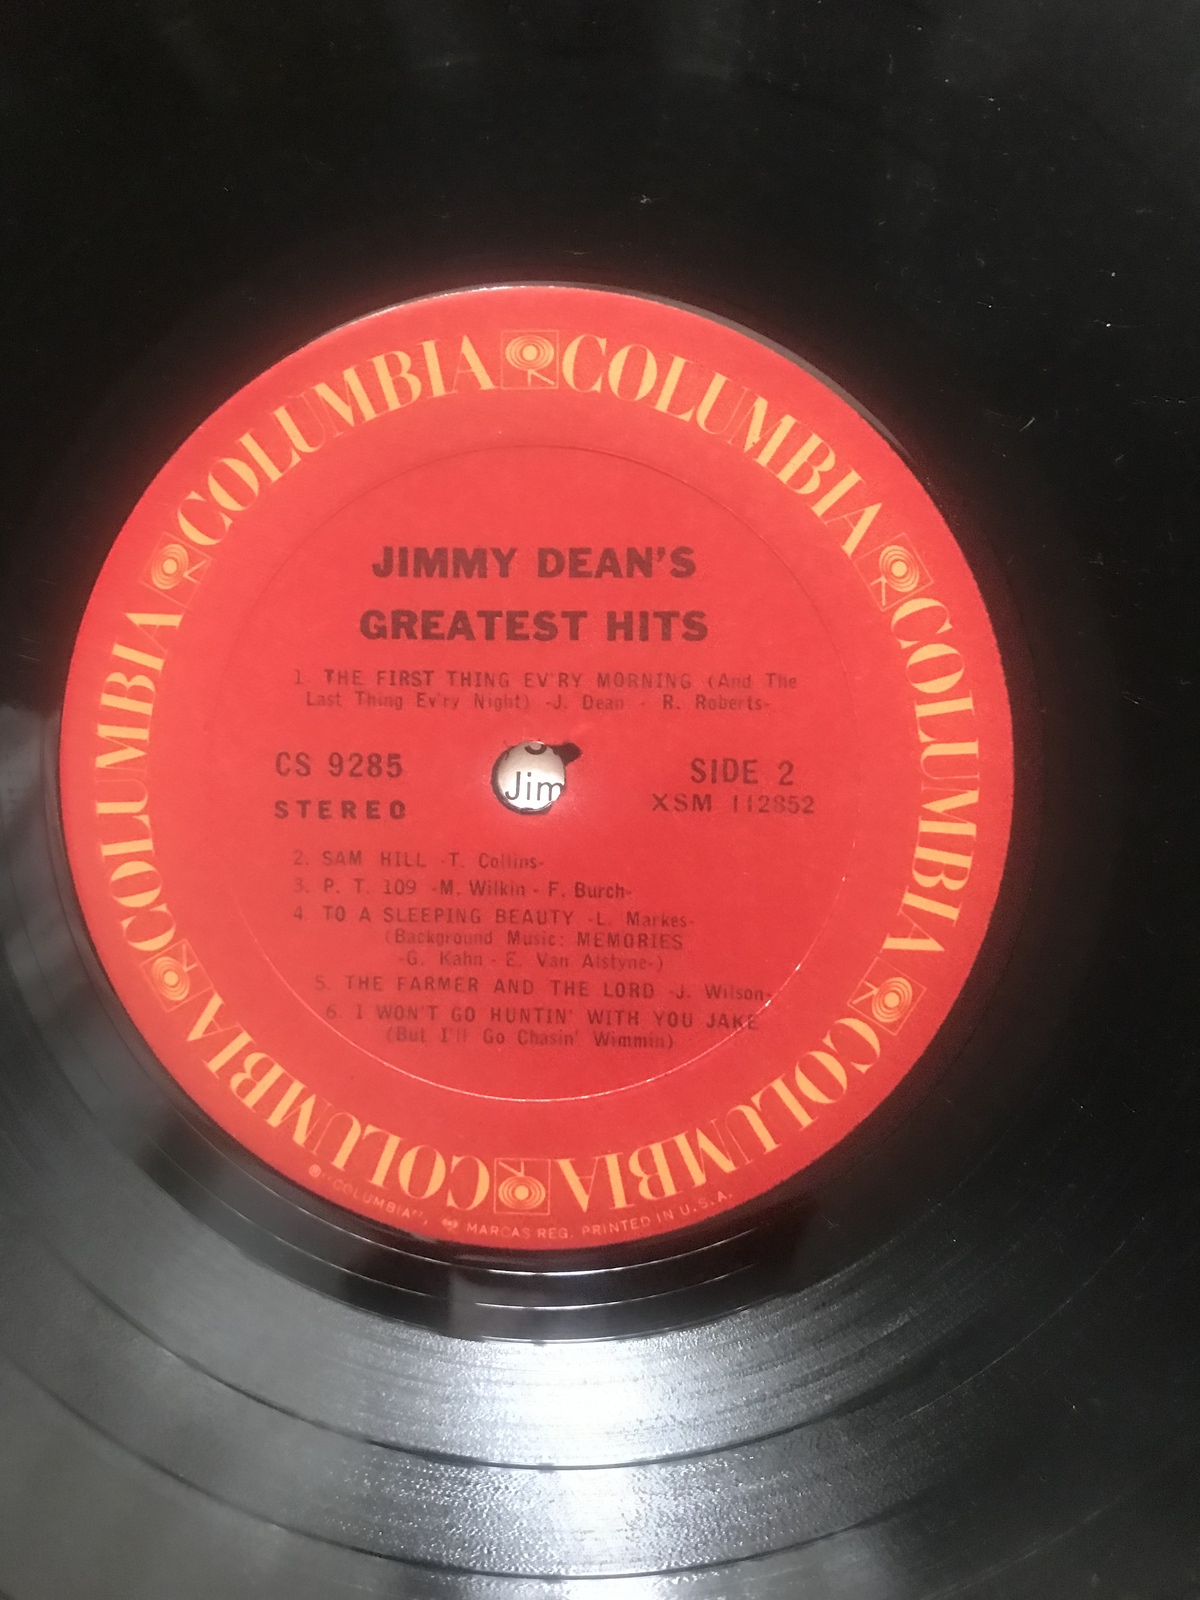 COLUMBIA COLUMBIA COLUMBIA COLUMBIA COLUMBIA COLUMBIA
JIMMY DEAN'S
GREATEST HITS
1. THE FIRST THING EV'RY MORNING (And The
Last Thing Ev'ry Night) -J. Dean - R. Roberts-
CS 9285
STEREO
Jim
SIDE 2
XSM 112852
2. SAM HILL -T. Collins-
3. P. T. 109 -M. Wilkin - F. Burch-
4. TO A SLEEPING BEAUTY -L. Markes-
(Background Music: MEMORIES
-G. Kahn - E. Van Alstyne-)
5. THE FARMER AND THE LORD -J. Wilson-
6. I WON'T GO HUNTIN' WITH YOU JAKE
(But I'll Go Chasin' Wimmin)
®"COLUMBIA", MARCAS REG. PRINTED IN U.S.A.